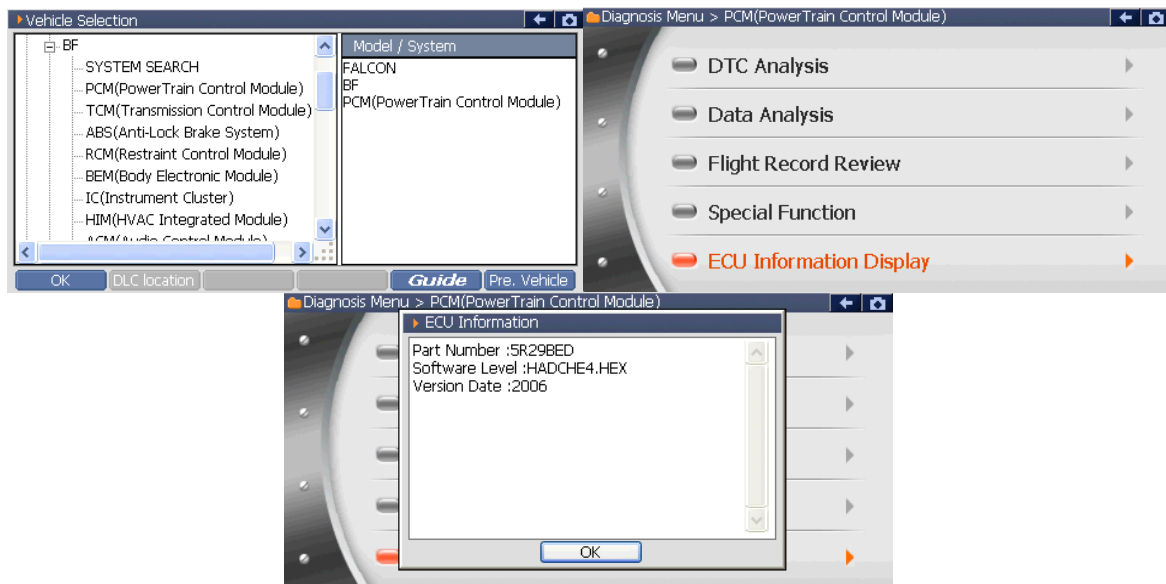 Vehicle Selection
BF
SYSTEM SEARCH
PCM(PowerTrain Control Module)
TCM(Transmission Control Module)
ABS(Anti-Lock Brake System)
RCM(Restraint Control Module)
BEM(Body Electronic Module)
IC(Instrument Cluster)
HIM(HVAC Integrated Module)
ACM(Audio Control Module)
Model / System
FALCON
BF
PCM(PowerTrain Control Module)
OK DLC location Guide Pre. Vehicle
Diagnosis Menu > PCM(PowerTrain Control Module)
DTC Analysis
Data Analysis
Flight Record Review
Special Function
ECU Information Display
Diagnosis Menu > PCM(PowerTrain Control Module)
ECU Information
Part Number :5R29BED
Software Level :HADCHE4.HEX
Version Date :2006
OK